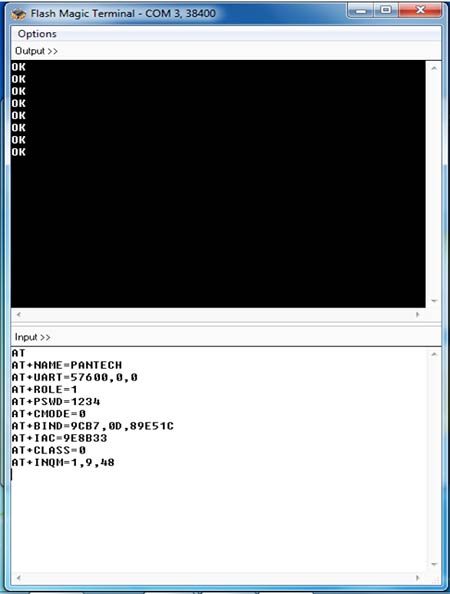 Flash Magic Terminal - COM 3, 38400
Options
Output >>
OK
OK
OK
OK
OK
OK
OK
OK
Input >>
AT
AT+NAME=PANTECH
AT+UART=57600,0,0
AT+ROLE=1
AT+PSWD=1234
AT+CMODE=0
AT+BIND=9CB7,0D,89E51C
AT+IAC=9E8B33
AT+CLASS=0
AT+INQM=1,9,48